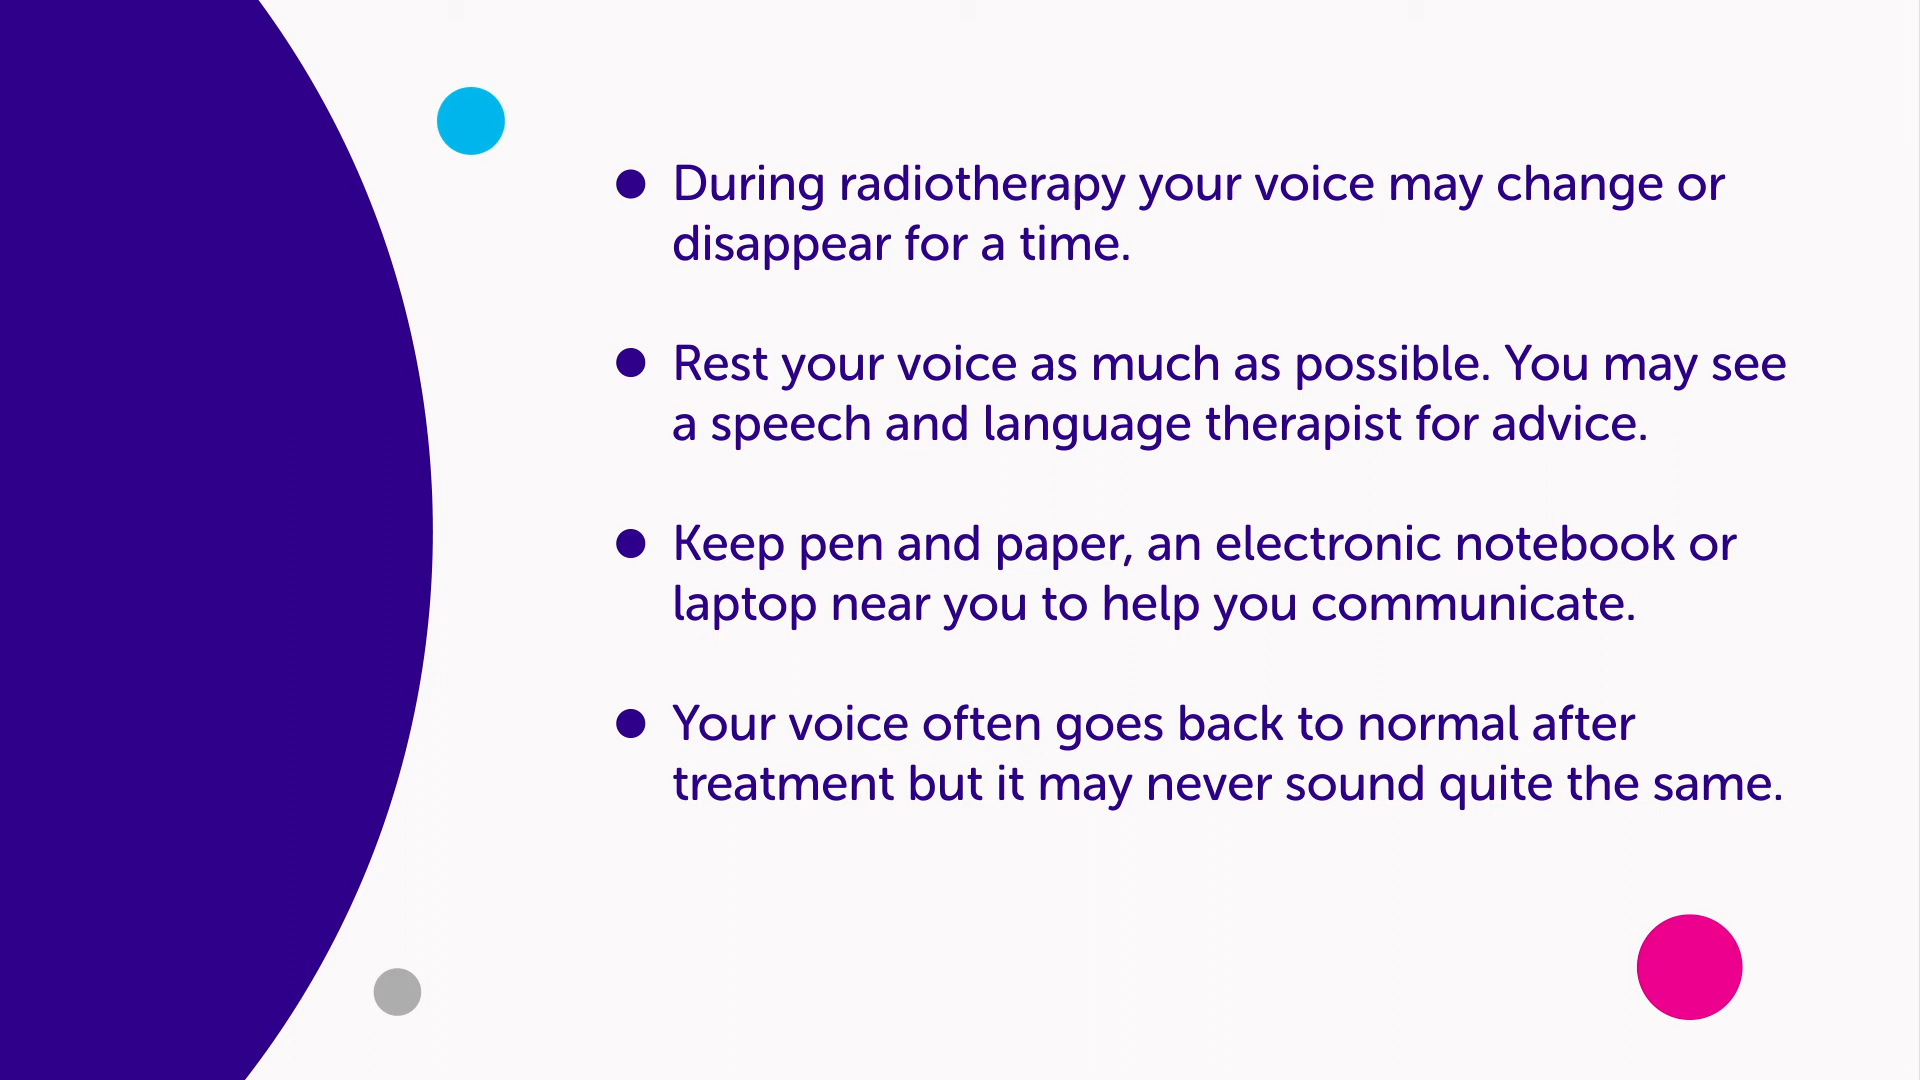 ● During radiotherapy your voice may change or
disappear for a time.
● Rest your voice as much as possible. You may see
a speech and language therapist for advice.
● Keep pen and paper, an electronic notebook or
laptop near you to help you communicate.
● Your voice often goes back to normal after
treatment but it may never sound quite the same.